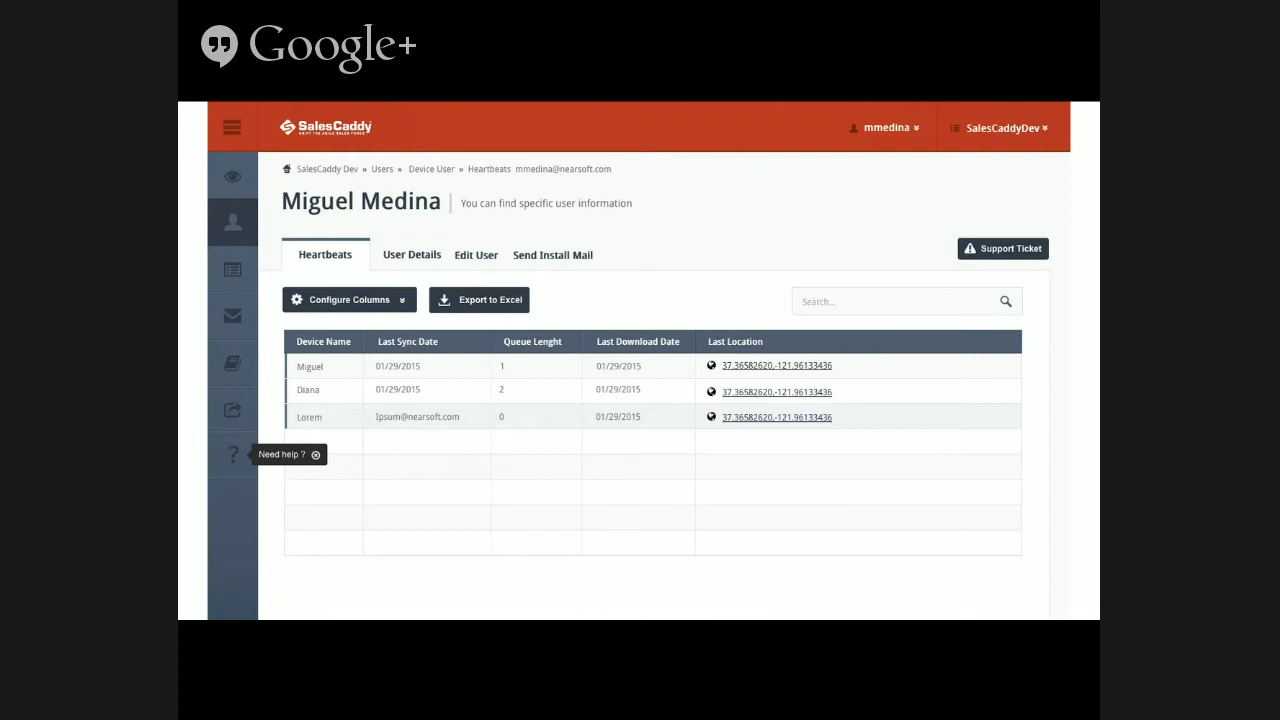 Google+
SalesCaddy
mmedina
SalesCaddyDev
SalesCaddy Dev » Users » Device User » Heartbeats mmedina@nearsoft.com
Miguel Medina | You can find specific user information
Heartbeats User Details Edit User Send Install Mail
Support Ticket
Configure Columns Export to Excel Search...
Device Name Last Sync Date Queue Lenght Last Download Date Last Location
Miguel 01/29/2015 1 01/29/2015 37.36582620,-121.96133436
Diana 01/29/2015 2 01/29/2015 37.36582620,-121.96133436
Lorem Ipsum@nearsoft.com 0 01/29/2015 37.36582620,-121.96133436
? Need help ?